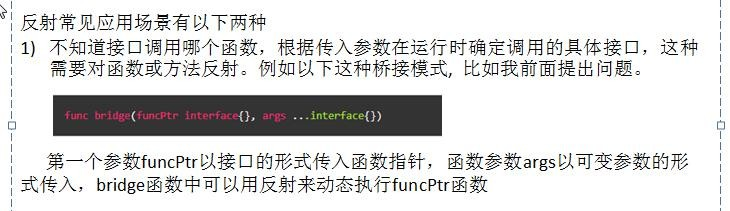 反射常见应用场景有以下两种
1) 不知道接口调用哪个函数，根据传入参数在运行时确定调用的具体接口，这种
需要对函数或方法反射。例如以下这种桥接模式, 比如我前面提出问题。
func bridge(funcPtr interface{}, args ...interface{})
第一个参数funcPtr以接口的形式传入函数指针，函数参数args以可变参数的形
式传入，bridge函数中可以用反射来动态执行funcPtr函数